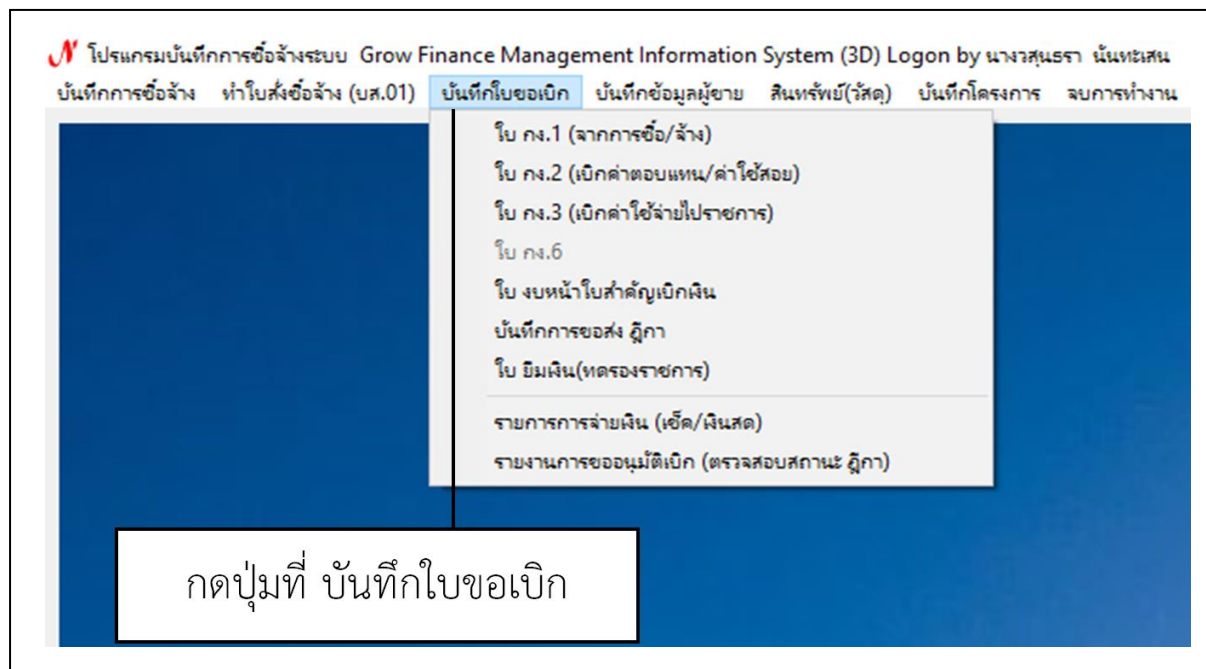 โปรแกรมบันทึกการซื้อจ้างระบบ Grow Finance Management Information System (3D) Logon by นางวสุนธรา นั่นทะเสน
บันทึกการซื้อจ้าง ทำใบสั่งซื้อจ้าง (บส.01) บันทึกใบขอเบิก บันทึกข้อมูลผู้ขาย สินทรัพย์(วัสดุ) บันทึกโครงการ จบการทำงาน
ใบ กง.1 (จากการซื้อ/จ้าง)
ใบ กง.2 (เบิกค่าตอบแทน/ค่าใช้สอย)
ใบ กง.3 (เบิกค่าใช้จ่ายไปราชการ)
ใบ กง.6
ใบ งบหน้าใบสำคัญเบิกเงิน
บันทึกการขอส่ง ฎีกา
ใบ ยืมเงิน(ทดรองราชการ)
รายการการจ่ายเงิน (เช็ค/เงินสด)
รายงานการขออนุมัติเบิก (ตรวจสอบสถานะ ฎีกา)
กดปุ่มที่ บันทึกใบขอเบิก